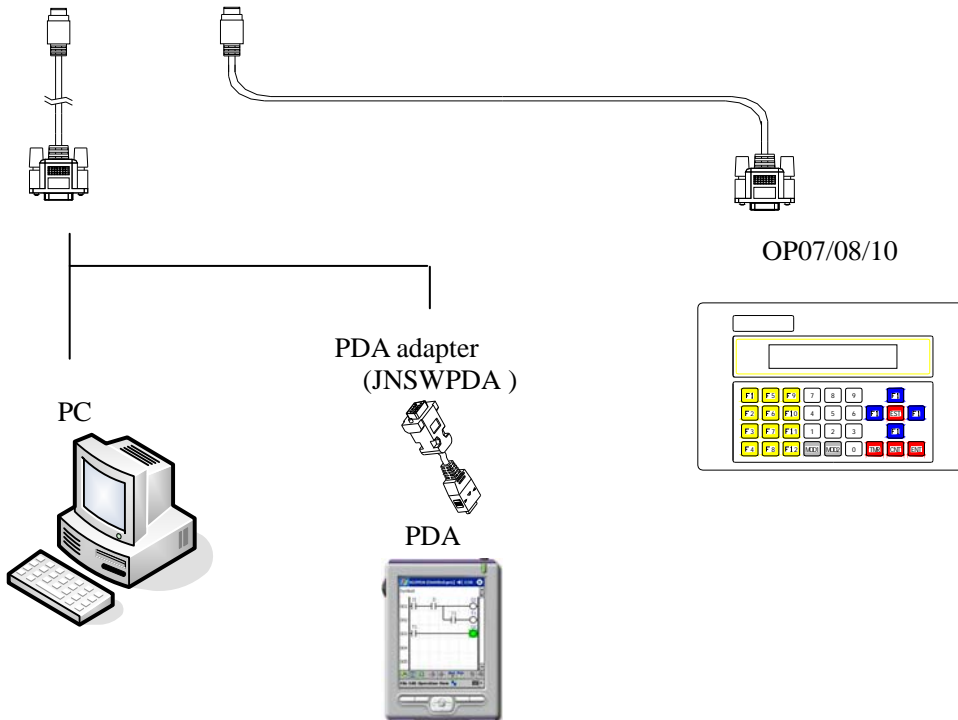 OP07/08/10
PDA adapter
(JNSWPDA )
PC
PDA
F1 F5 F9 7 8 9
F2 F6 F10 4 5 6
F3 F7 F11 1 2 3
F4 F8 F12 0